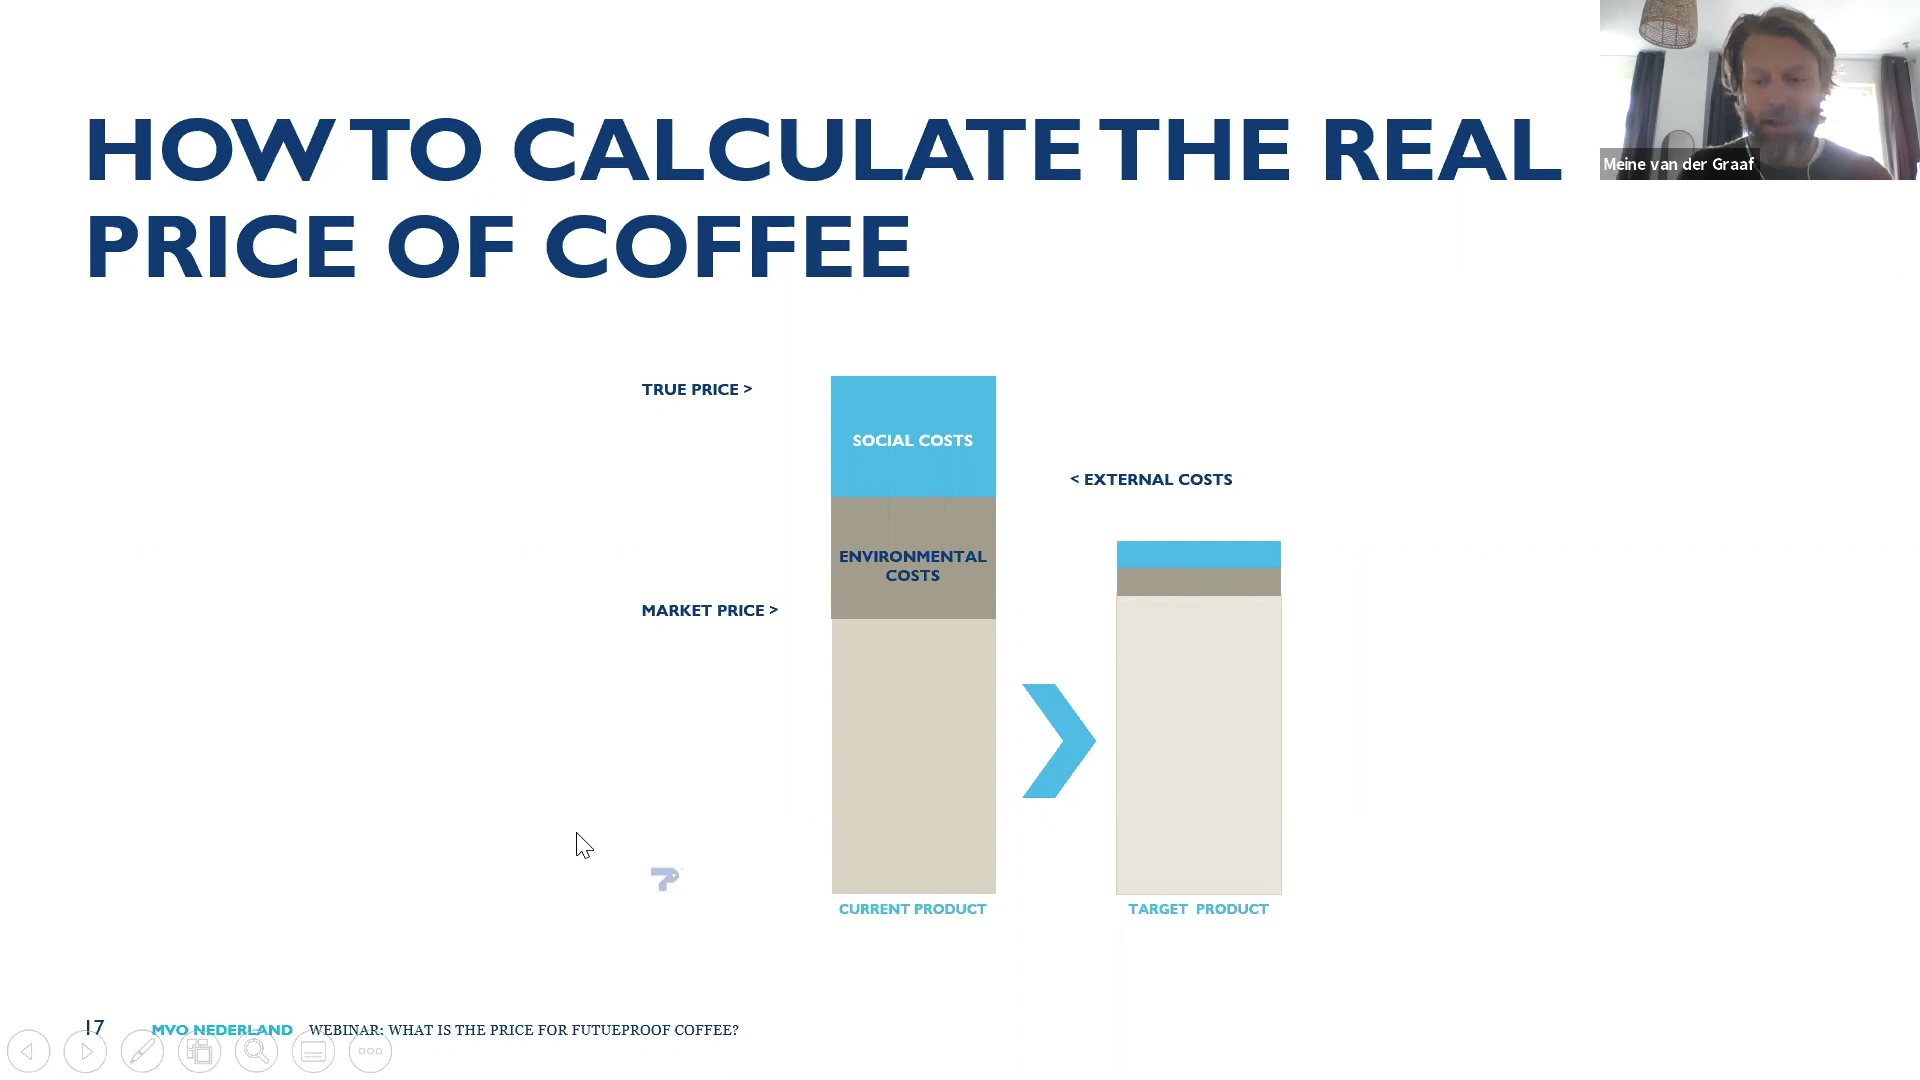 HOW TO CALCULATE THE REAL
PRICE OF COFFEE
Meine van der Graaf
TRUE PRICE >
SOCIAL COSTS
< EXTERNAL COSTS
ENVIRONMENTAL
COSTS
MARKET PRICE >
CURRENT PRODUCT
TARGET PRODUCT
17 MVO NEDERLAND WEBINAR: WHAT IS THE PRICE FOR FUTUEPROOF COFFEE?